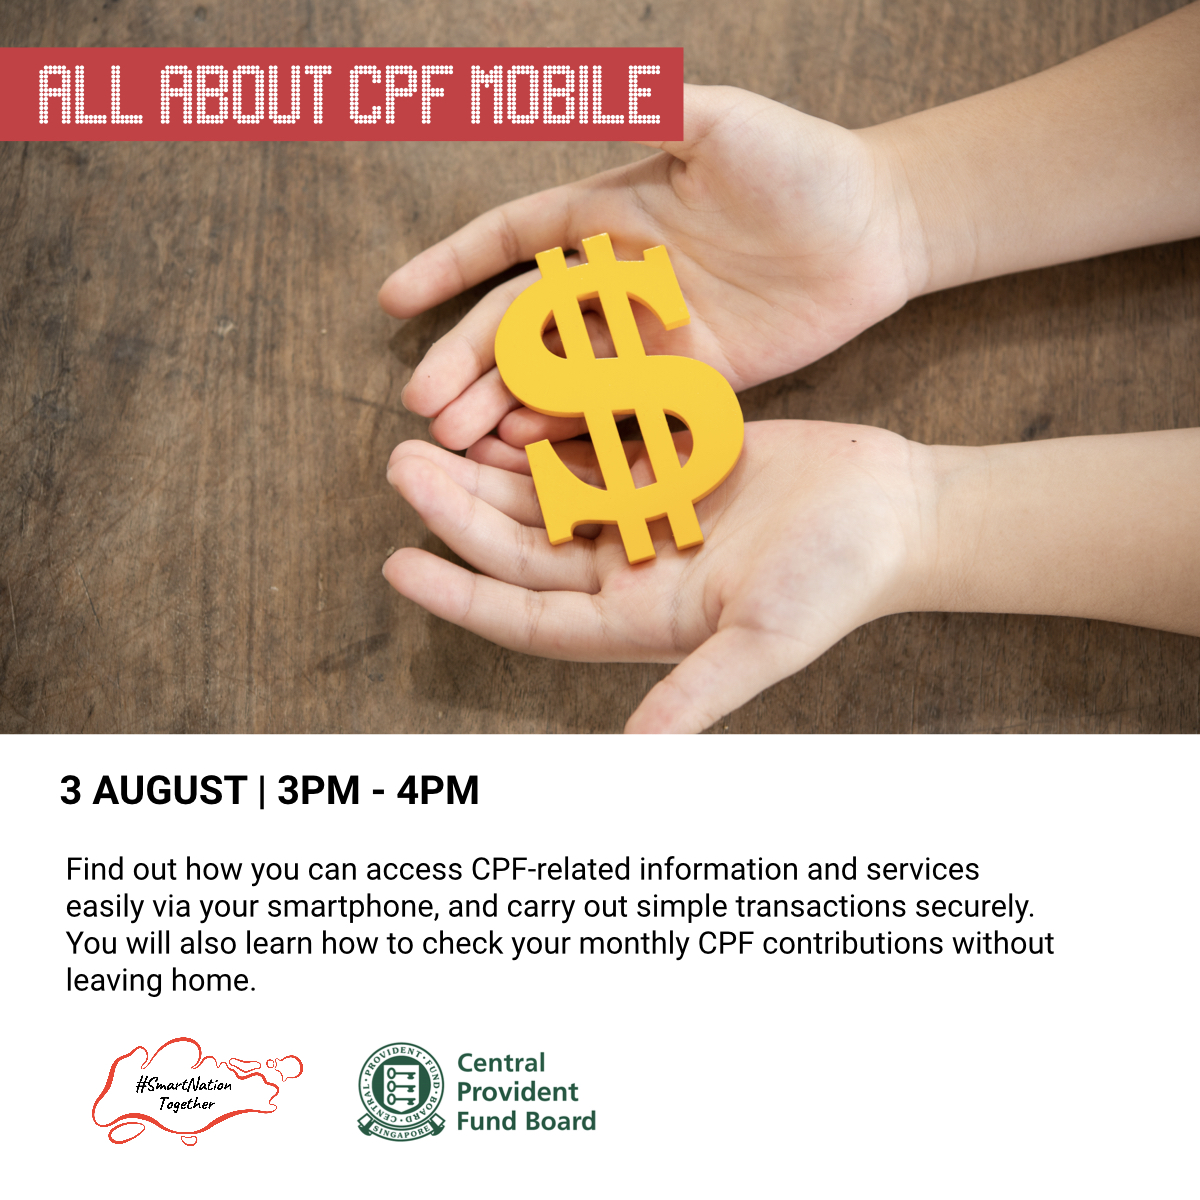 ALL ABOUT CPF MOBILE
3 AUGUST | 3PM - 4PM
Find out how you can access CPF-related information and services
easily via your smartphone, and carry out simple transactions securely.
You will also learn how to check your monthly CPF contributions without
leaving home.
#SmartNation
Together
CENTRAL · PROVIDENT · FUND · BOARD
SINGAPORE
Central
Provident
Fund Board